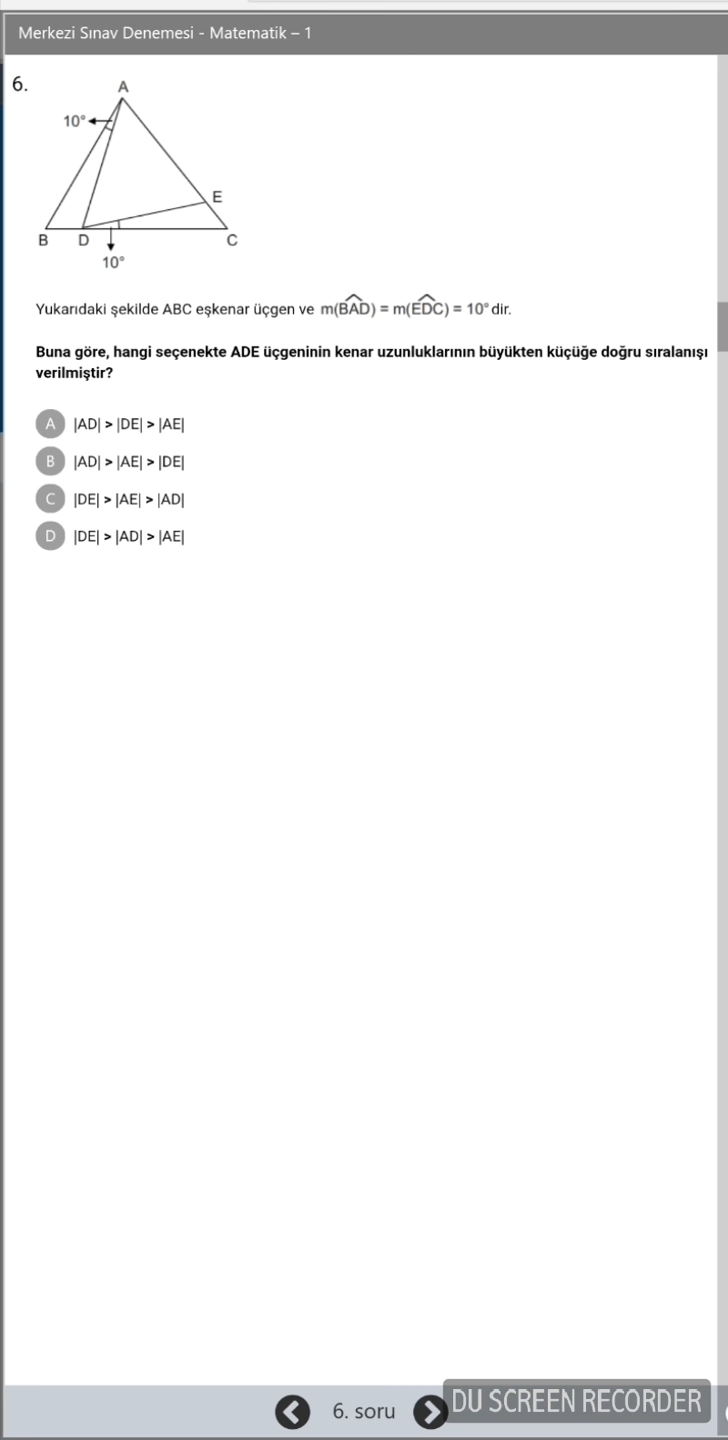 Merkezi Sınav Denemesi - Matematik – 1
6.
A
10°
E
B D C
10°
Yukarıdaki şekilde ABC eşkenar üçgen ve m(BAD) = m(EDC) = 10° dir.
Buna göre, hangi seçenekte ADE üçgeninin kenar uzunluklarının büyükten küçüğe doğru sıralanışı
verilmiştir?
A |AD| > |DE| > |AE|
B |AD| > |AE| > |DE|
C |DE| > |AE| > |AD|
D |DE| > |AD| > |AE|
6. soru
DU SCREEN RECORDER